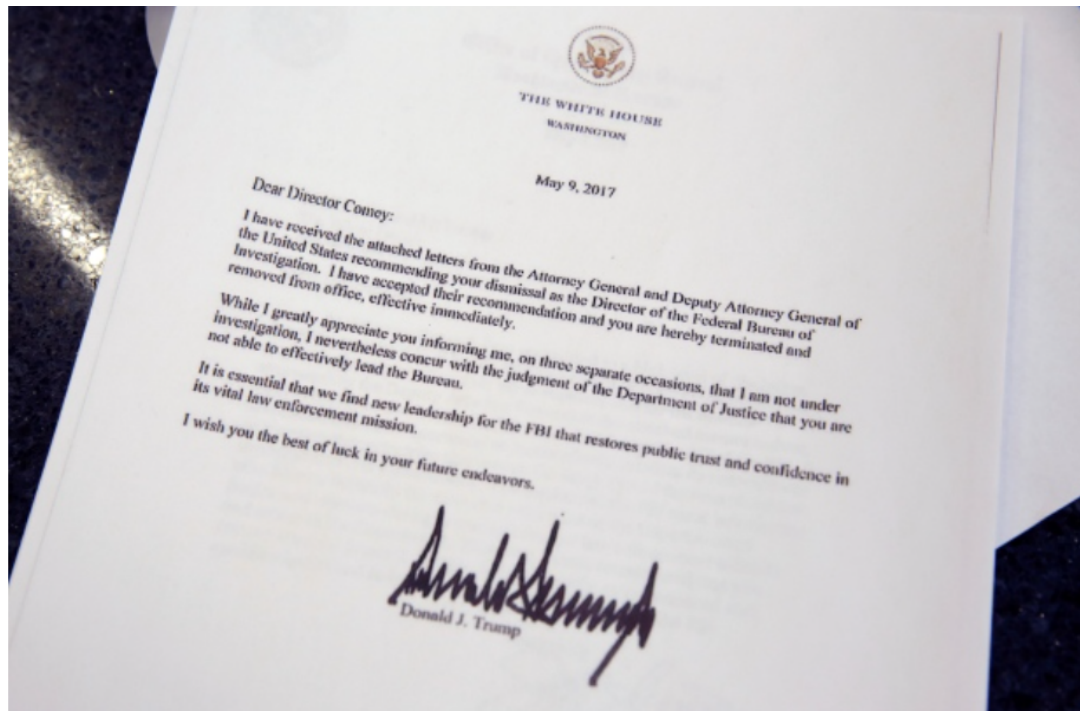 THE WHITE HOUSE
WASHINGTON
May 9, 2017
Dear Director Comey:
I have received the attached letters from the Attorney General and Deputy Attorney General of
the United States recommending your dismissal as the Director of the Federal Bureau of
Investigation. I have accepted their recommendation and you are hereby terminated and
removed from office, effective immediately.
While I greatly appreciate you informing me, on three separate occasions, that I am not under
investigation, I nevertheless concur with the judgment of the Department of Justice that you are
not able to effectively lead the Bureau.
It is essential that we find new leadership for the FBI that restores public trust and confidence in
its vital law enforcement mission.
I wish you the best of luck in your future endeavors.
Donald J. Trump